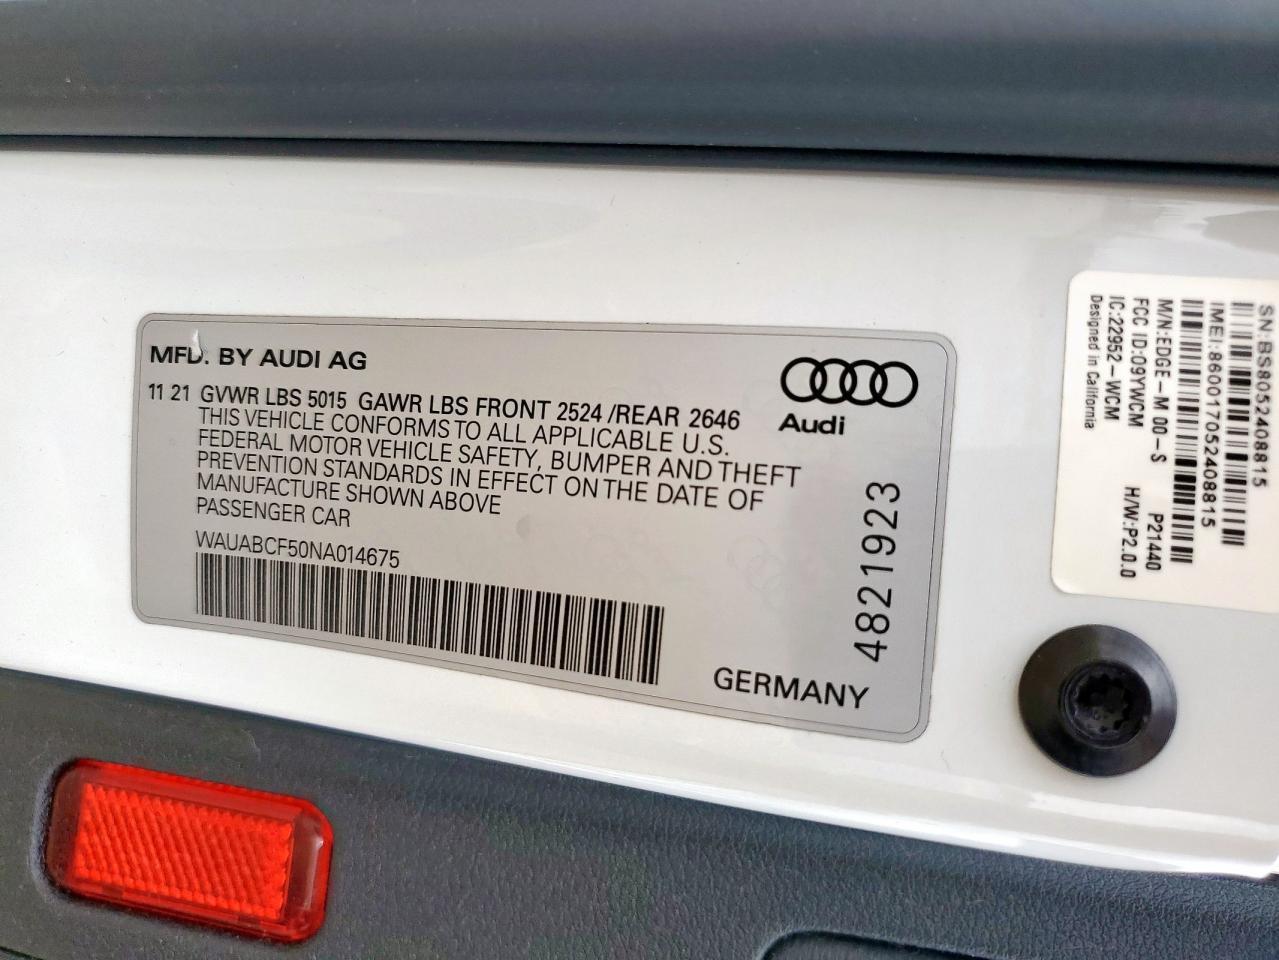 MFD. BY AUDI AG
11 21 GVWR LBS 5015 GAWR LBS FRONT 2524 /REAR 2646
THIS VEHICLE CONFORMS TO ALL APPLICABLE U.S.
FEDERAL MOTOR VEHICLE SAFETY, BUMPER AND THEFT
PREVENTION STANDARDS IN EFFECT ON THE DATE OF
MANUFACTURE SHOWN ABOVE
PASSENGER CAR
WAUABCF50NA014675
Audi
4821923
GERMANY
SN:BS8052408815
IMEI:860017052408815
M/N:EDGE-M 00-S P21440
FCC ID:09YWCM H/W:P2.0.0
IC:22952-WCM
Designed in California